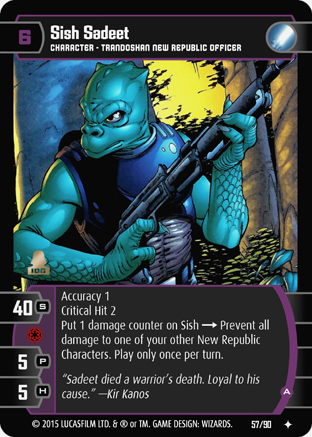 6
Sish Sadeet
CHARACTER - TRANDOSHAN NEW REPUBLIC OFFICER
40 S
Accuracy 1
Critical Hit 2
Put 1 damage counter on Sish → Prevent all
damage to one of your other New Republic
Characters. Play only once per turn.
5 P
5 H
"Sadeet died a warrior's death. Loyal to his
cause." —Kir Kanos
A
© 2015 LUCASFILM LTD. & ® or TM. GAME DESIGN: WIZARDS.
57/90